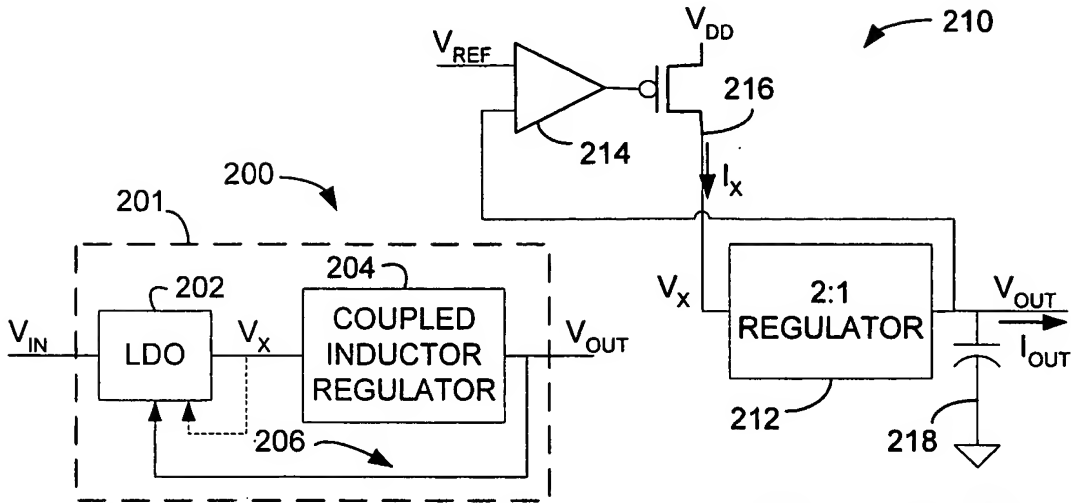 210
V_DD
V_REF
214
216
I_X
200
201
202
204
V_IN
LDO
V_X
COUPLED
INDUCTOR
REGULATOR
V_OUT
206
V_X
2:1
REGULATOR
V_OUT
I_OUT
212
218